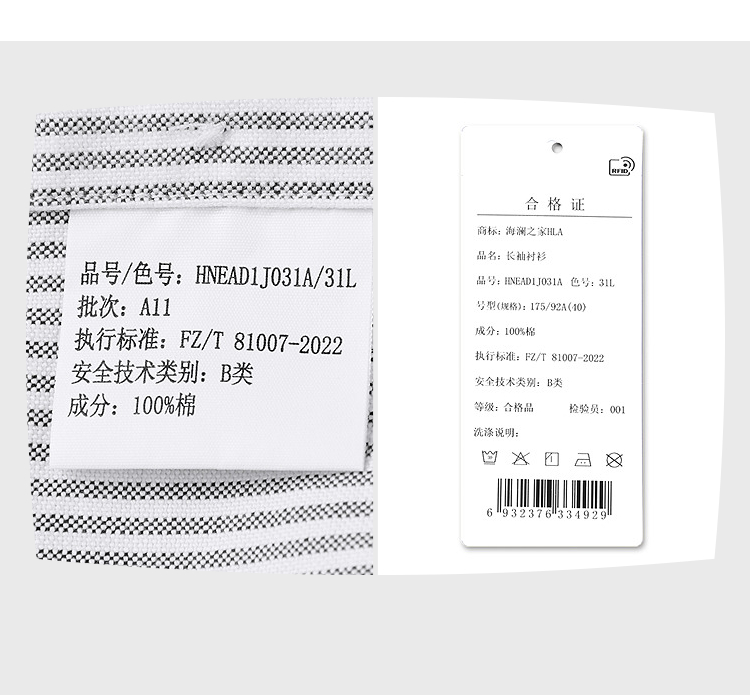 品号/色号：HNEAD1J031A/31L
批次：A11
执行标准：FZ/T 81007-2022
安全技术类别：B类
成分：100%棉
RFID
合格证
商标：海澜之家HLA
品名：长袖衬衫
品号：HNEAD1J031A 色号：31L
号型(规格)：175/92A(40)
成分：100%棉
执行标准：FZ/T 81007-2022
安全技术类别：B类
等级：合格品 检验员：001
洗涤说明：
6 932376 334929